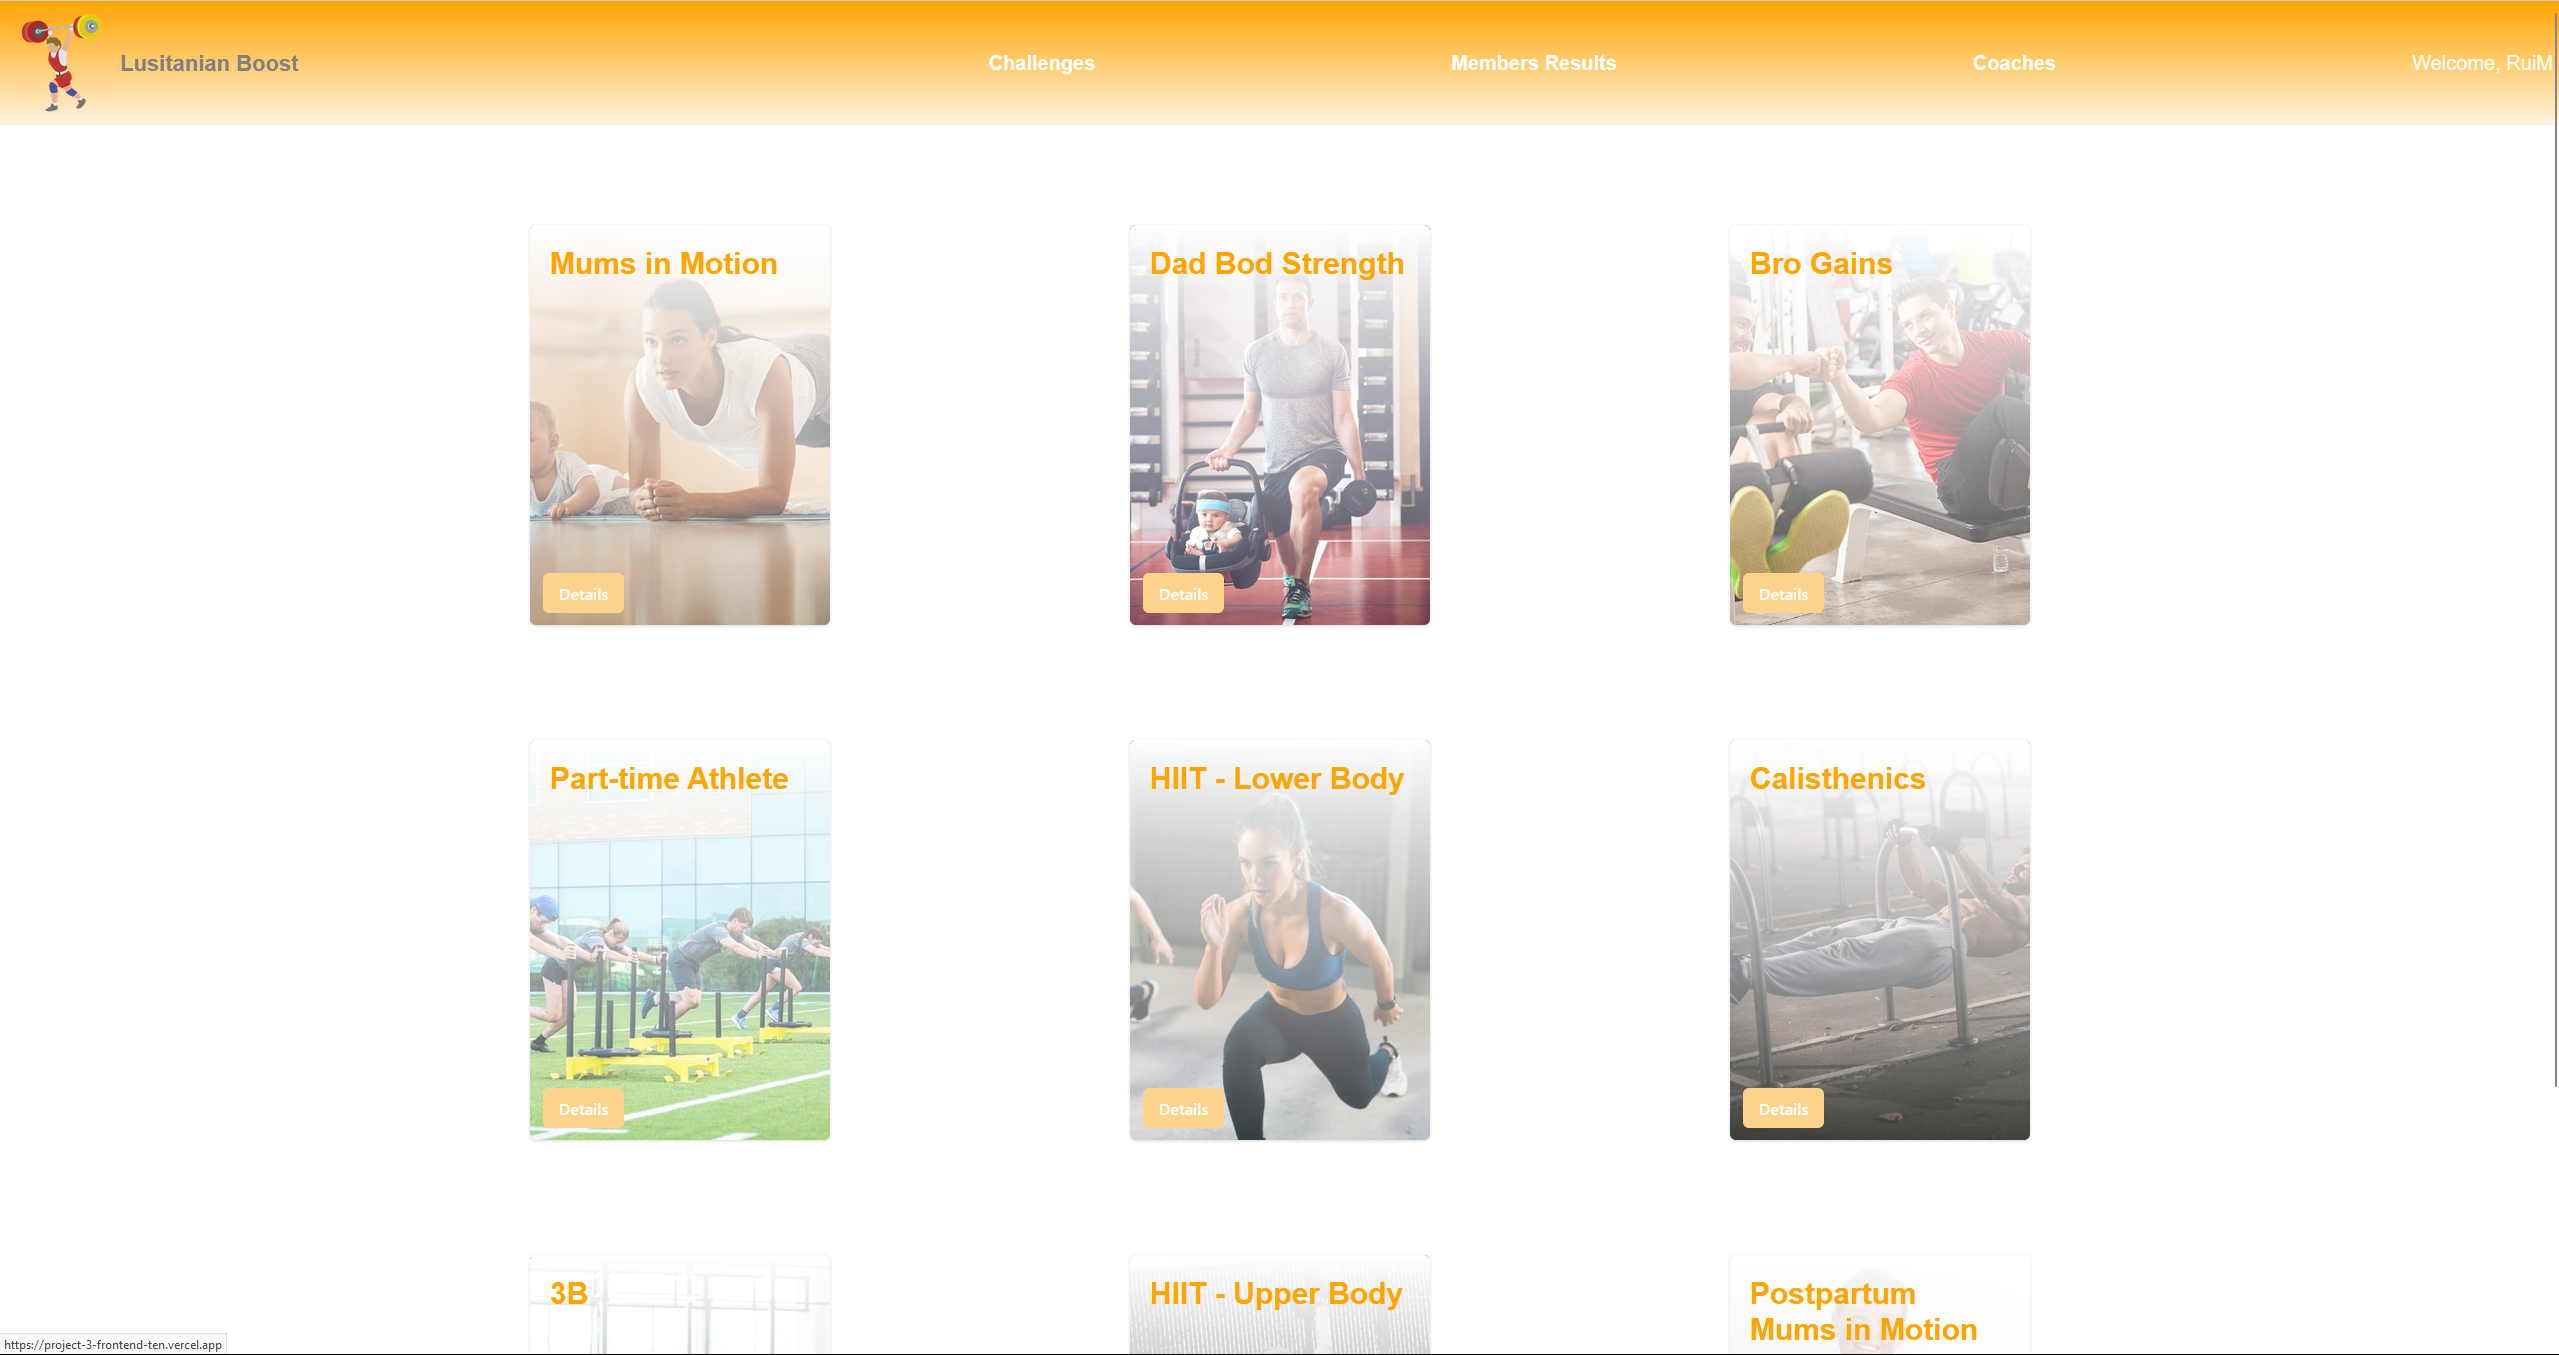 Lusitanian Boost
Challenges
Members Results
Coaches
Welcome, RuiM
Mums in Motion
Details
Dad Bod Strength
Details
Bro Gains
Details
Part-time Athlete
Details
HIIT - Lower Body
Details
Calisthenics
Details
3B
HIIT - Upper Body
Postpartum
Mums in Motion
https://project-3-frontend-ten.vercel.app